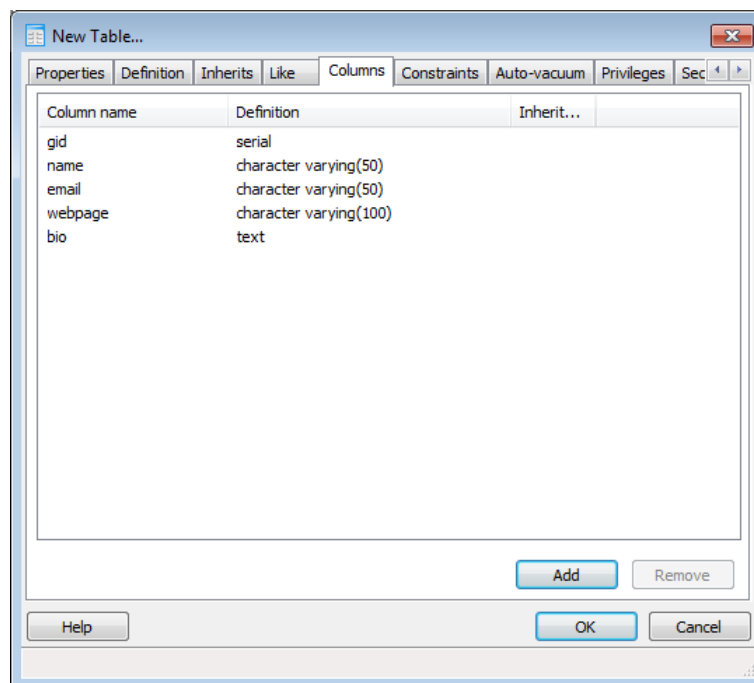 New Table...
Properties Definition Inherits Like Columns Constraints Auto-vacuum Privileges Sec
Column name Definition Inherit...
gid serial
name character varying(50)
email character varying(50)
webpage character varying(100)
bio text
Add Remove
Help OK Cancel